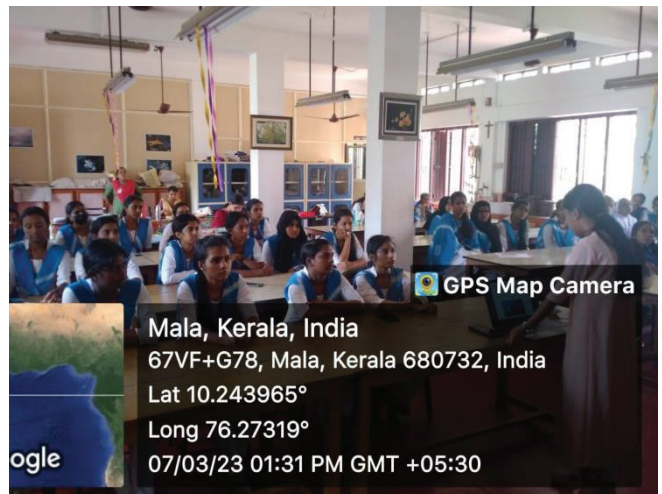 GPS Map Camera
Mala, Kerala, India
67VF+G78, Mala, Kerala 680732, India
Lat 10.243965°
Long 76.27319°
07/03/23 01:31 PM GMT +05:30
ogle